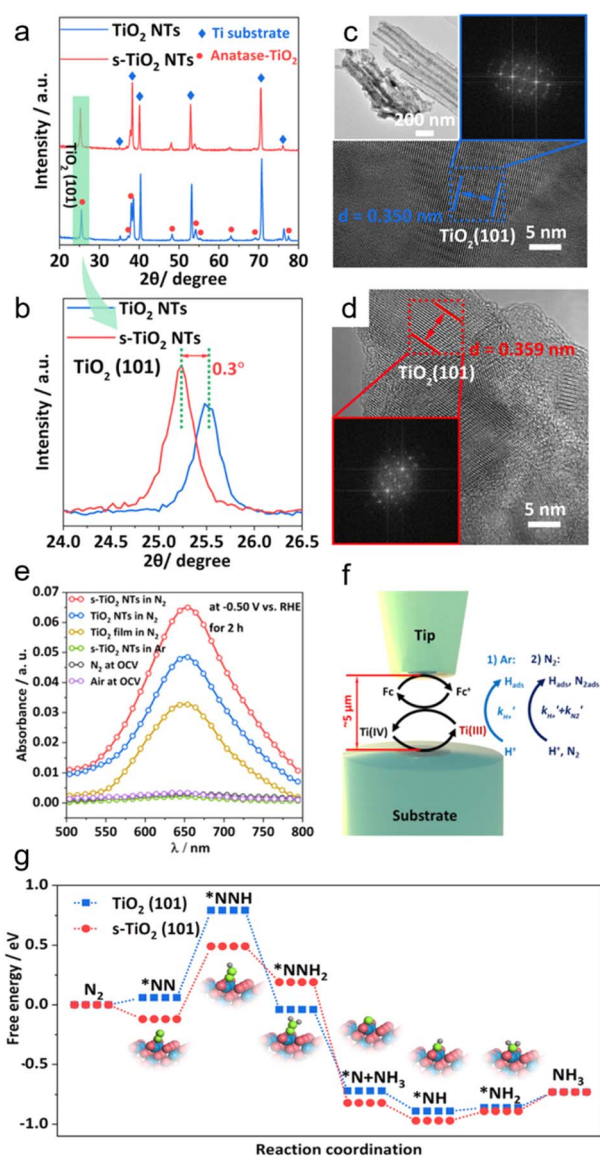 a
TiO₂ NTs
s-TiO₂ NTs
Ti substrate
Anatase-TiO₂
TiO₂ (101)
Intensity / a.u.
20 30 40 50 60 70 80
2θ/ degree
b
TiO₂ NTs
s-TiO₂ NTs
TiO₂ (101)
0.3°
Intensity / a.u.
24.0 24.5 25.0 25.5 26.0 26.5
2θ/ degree
c
200 nm
d = 0.350 nm
TiO₂(101)
5 nm
d
d = 0.359 nm
TiO₂(101)
5 nm
e
0.07
0.06
0.05
0.04
0.03
0.02
0.01
0.00
Absorbance / a. u.
s-TiO₂ NTs in N₂
TiO₂ NTs in N₂
TiO₂ film in N₂
s-TiO₂ NTs in Ar
N₂ at OCV
Air at OCV
at -0.50 V vs. RHE
for 2 h
500 550 600 650 700 750 800
λ / nm
f
Tip
~5 μm
Fc
Fc⁺
Ti(IV)
Ti(III)
Substrate
1) Ar:
Hads
kH+'
H⁺
2) N₂:
Hads, N2ads
kH+'+kN2'
H⁺, N₂
g
1.0
0.5
0.0
-0.5
-1.0
Free energy / eV
TiO₂ (101)
s-TiO₂ (101)
N₂
*NN
*NNH
*NNH₂
*N+NH₃
*NH
*NH₂
NH₃
Reaction coordination